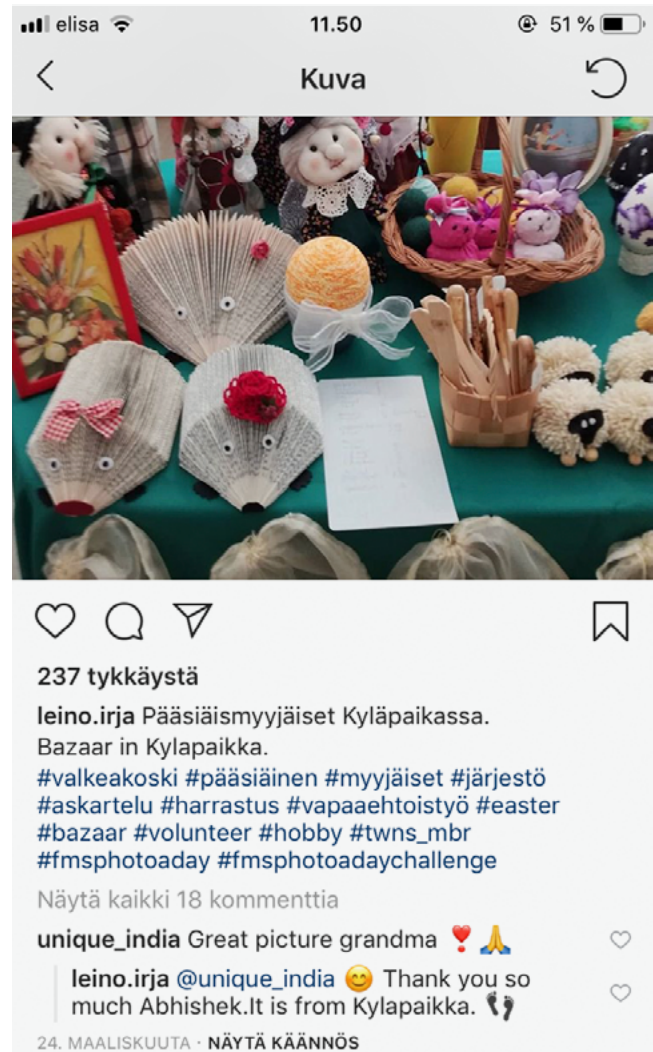 elisa 11.50 51 %
Kuva
237 tykkäystä
leino.irja Pääsiäismyyjäiset Kyläpaikassa.
Bazaar in Kylapaikka.
#valkeakoski #pääsiäinen #myyjäiset #järjestö
#askartelu #harrastus #vapaaehtoistyö #easter
#bazaar #volunteer #hobby #twns_mbr
#fmsphotoaday #fmsphotoadaychallenge
Näytä kaikki 18 kommenttia
unique_india Great picture grandma ❣️🙏
leino.irja @unique_india 😊 Thank you so
much Abhishek.It is from Kylapaikka. 👣
24. MAALISKUUTA · NÄYTÄ KÄÄNNÖS